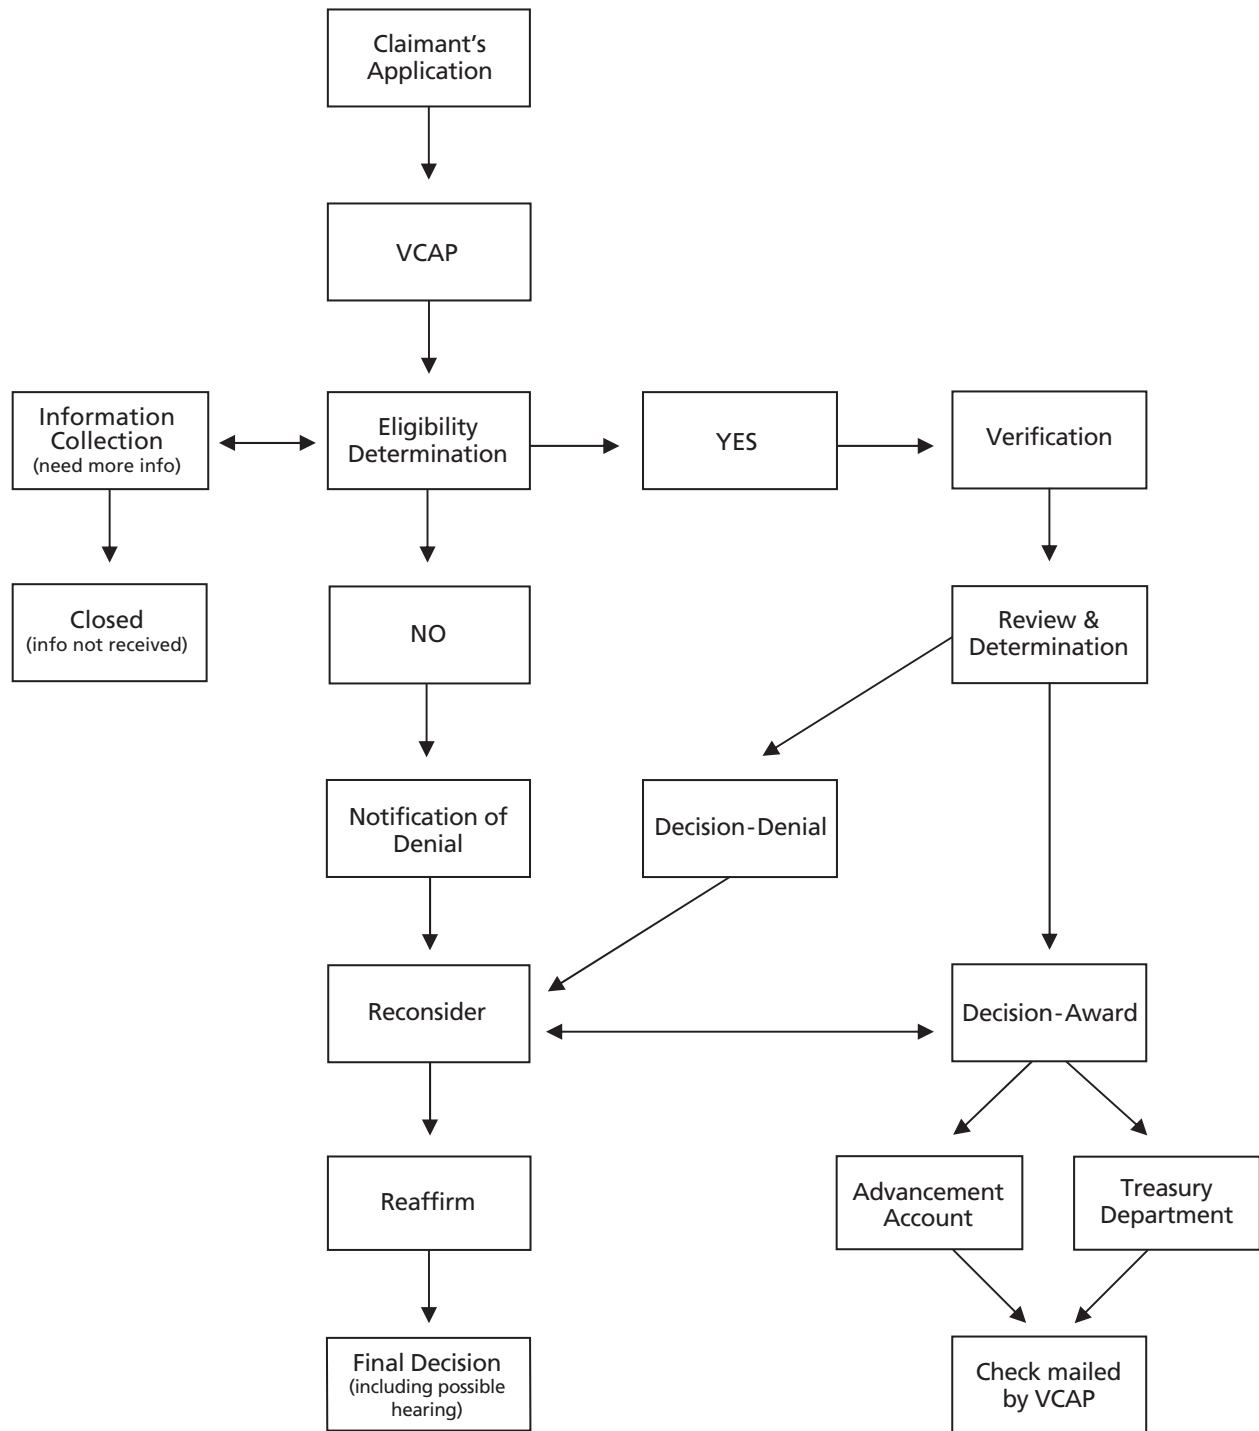 Claimant's
Application
VCAP
Information
Collection
(need more info)
Eligibility
Determination
YES
Verification
Closed
(info not received)
NO
Review &
Determination
Notification of
Denial
Decision-Denial
Reconsider
Decision-Award
Reaffirm
Advancement
Account
Treasury
Department
Final Decision
(including possible
hearing)
Check mailed
by VCAP